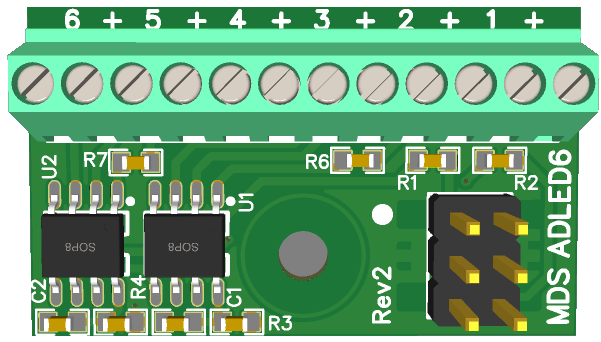 6 + 5 + 4 + 3 + 2 + 1 +
U2
R7
R6
R1
R2
U1
SOP8
SOP8
C2
R4
C1
R3
Rev2
MDS ADLED6